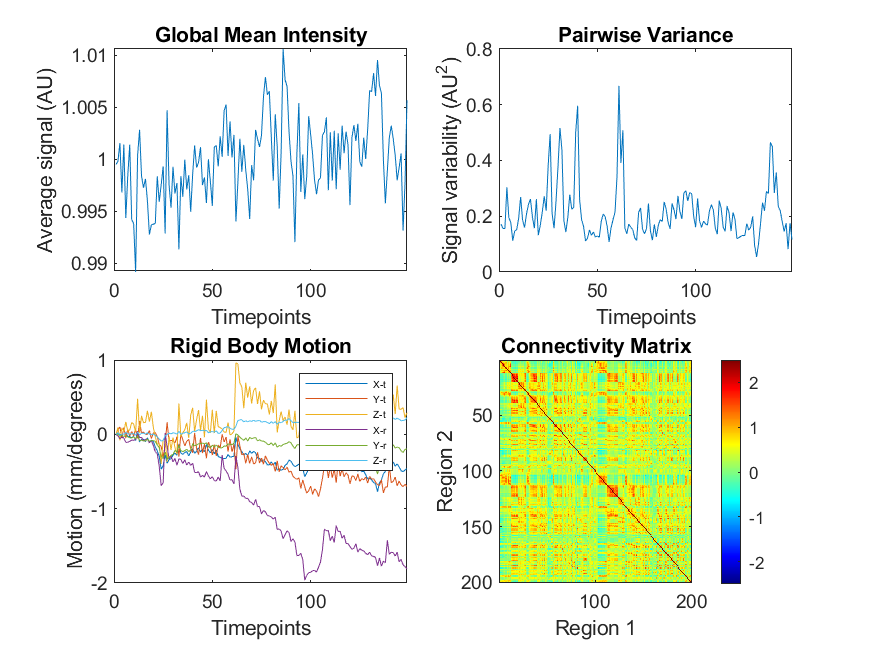 Global Mean Intensity
Average signal (AU)
1.01
1.005
1
0.995
0.99
0
50
100
Timepoints
Pairwise Variance
Signal variability (AU²)
0.8
0.6
0.4
0.2
0
0
50
100
Timepoints
Rigid Body Motion
Motion (mm/degrees)
1
0
-1
-2
0
50
100
Timepoints
X-t
Y-t
Z-t
X-r
Y-r
Z-r
Connectivity Matrix
Region 2
50
100
150
200
100
200
Region 1
2
1
0
-1
-2